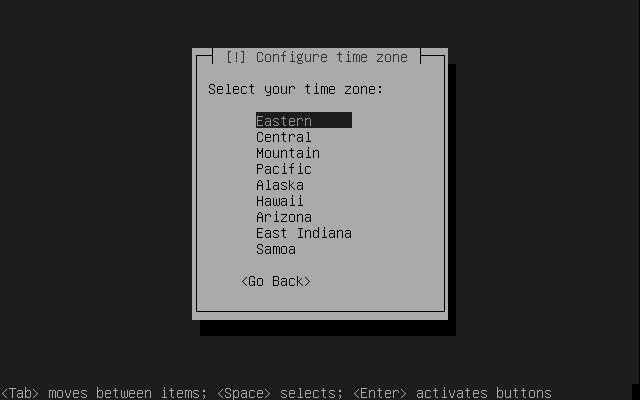 [!] Configure time zone
Select your time zone:
Eastern
Central
Mountain
Pacific
Alaska
Hawaii
Arizona
East Indiana
Samoa
<Go Back>
<Tab> moves between items; <Space> selects; <Enter> activates buttons